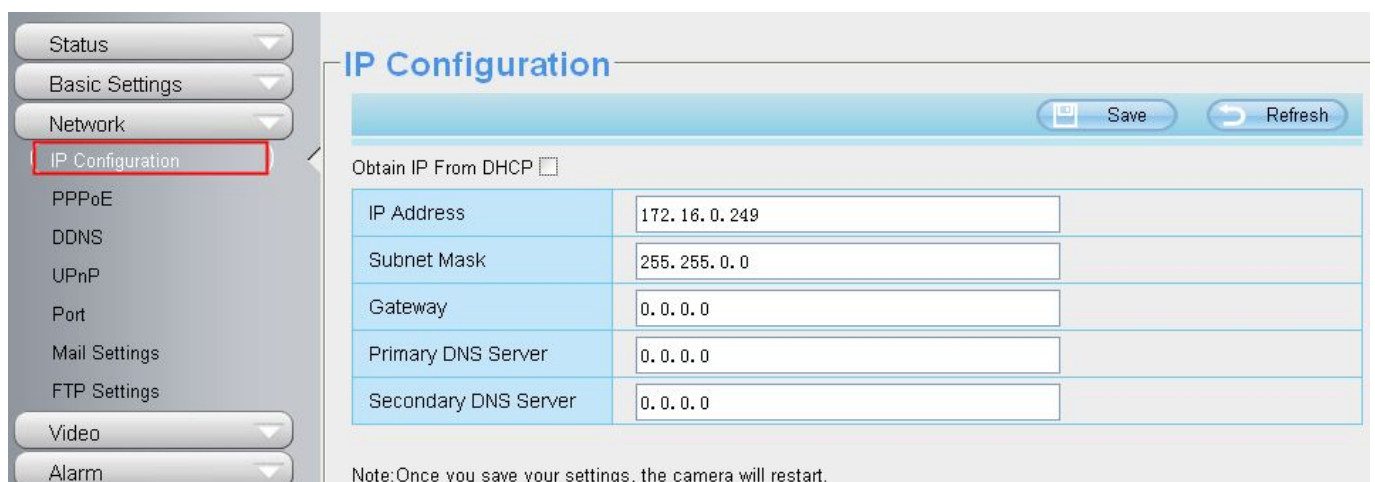 Status
Basic Settings
Network
IP Configuration
PPPoE
DDNS
UPnP
Port
Mail Settings
FTP Settings
Video
Alarm
IP Configuration
Save Refresh
Obtain IP From DHCP
IP Address 172.16.0.249
Subnet Mask 255.255.0.0
Gateway 0.0.0.0
Primary DNS Server 0.0.0.0
Secondary DNS Server 0.0.0.0
Note:Once you save your settings, the camera will restart.